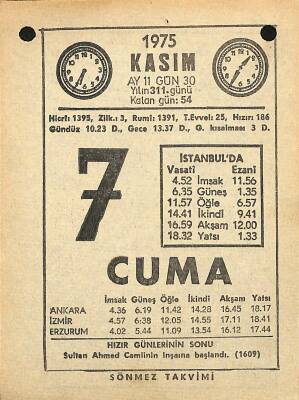 1975
KASIM
AY 11 GÜN 30
Yılın 311. günü
Kalan gün: 54
Hicrî: 1395, Zilk.: 3, Rumî: 1391, T.Evvel: 25, Hızır: 186
Gündüz 10.23 D., Gece 13.37 D., G. kısalması 3 D.
7
İSTANBUL'DA
Vasatî Ezanî
4.52 İmsak 11.56
6.35 Güneş 1.35
11.57 Öğle 6.57
14.41 İkindi 9.41
16.59 Akşam 12.00
18.32 Yatsı 1.33
CUMA
İmsak Güneş Öğle İkindi Akşam Yatsı
ANKARA 4.36 6.19 11.42 14.28 16.45 18.17
İZMİR 4.57 6.38 12.05 14.55 17.11 18.41
ERZURUM 4.02 5.44 11.09 13.54 16.12 17.44
HIZIR GÜNLERİNİN SONU
Sultan Ahmed Camiinin inşaına başlandı. (1609)
SÖNMEZ TAKVİMİ